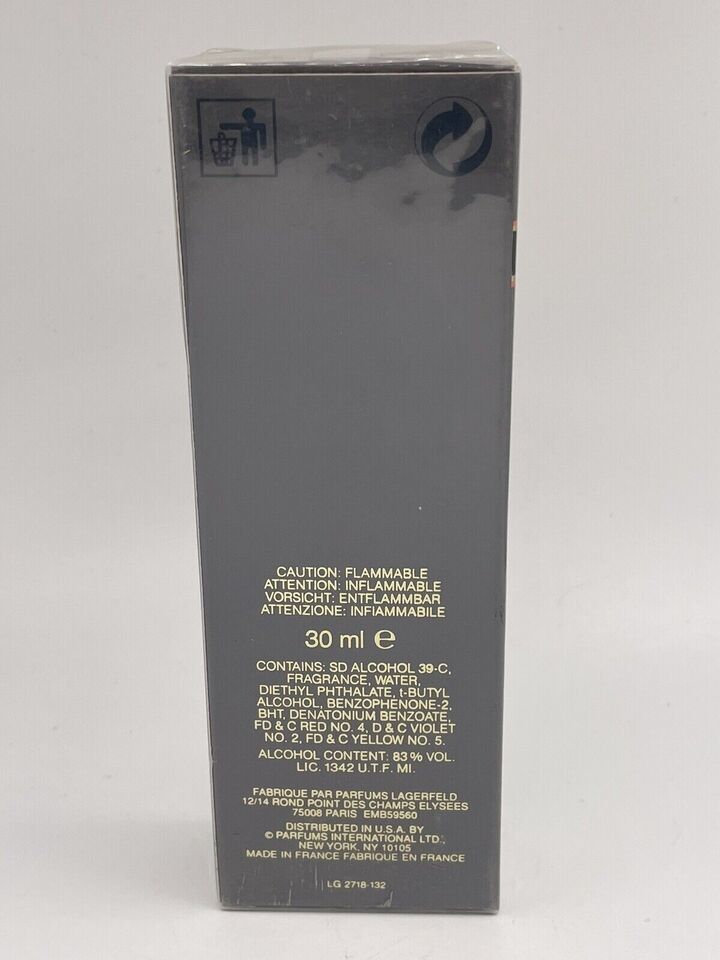 CAUTION: FLAMMABLE
ATTENTION: INFLAMMABLE
VORSICHT: ENTFLAMMBAR
ATTENZIONE: INFIAMMABILE
30 ml ℮
CONTAINS: SD ALCOHOL 39-C,
FRAGRANCE, WATER,
DIETHYL PHTHALATE, t-BUTYL
ALCOHOL, BENZOPHENONE-2,
BHT, DENATONIUM BENZOATE,
FD & C RED NO. 4, D & C VIOLET
NO. 2, FD & C YELLOW NO. 5.
ALCOHOL CONTENT: 83 % VOL.
LIC. 1342 U.T.F. MI.
FABRIQUE PAR PARFUMS LAGERFELD
12/14 ROND POINT DES CHAMPS ELYSEES
75008 PARIS EMB59560
DISTRIBUTED IN U.S.A. BY
© PARFUMS INTERNATIONAL LTD.,
NEW YORK, NY 10105
MADE IN FRANCE FABRIQUE EN FRANCE
LG 2718-132